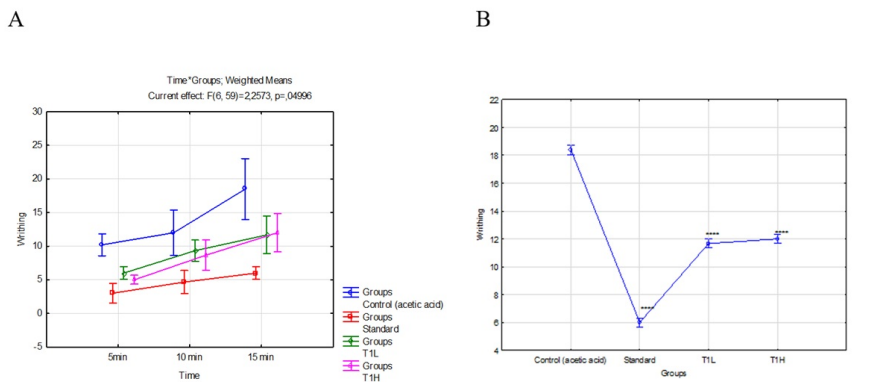 A
B
Time*Groups; Weighted Means
Current effect: F(6, 59)=2,2573, p=,04996
30
25
20
15
10
5
0
-5
Writhing
5min
10 min
15 min
Time
Groups
Control (acetic acid)
Groups
Standard
Groups
T1L
Groups
T1H
22
20
18
16
14
12
10
8
6
4
Writhing
****
****
****
Control (acetic acid)
Standard
T1L
T1H
Groups